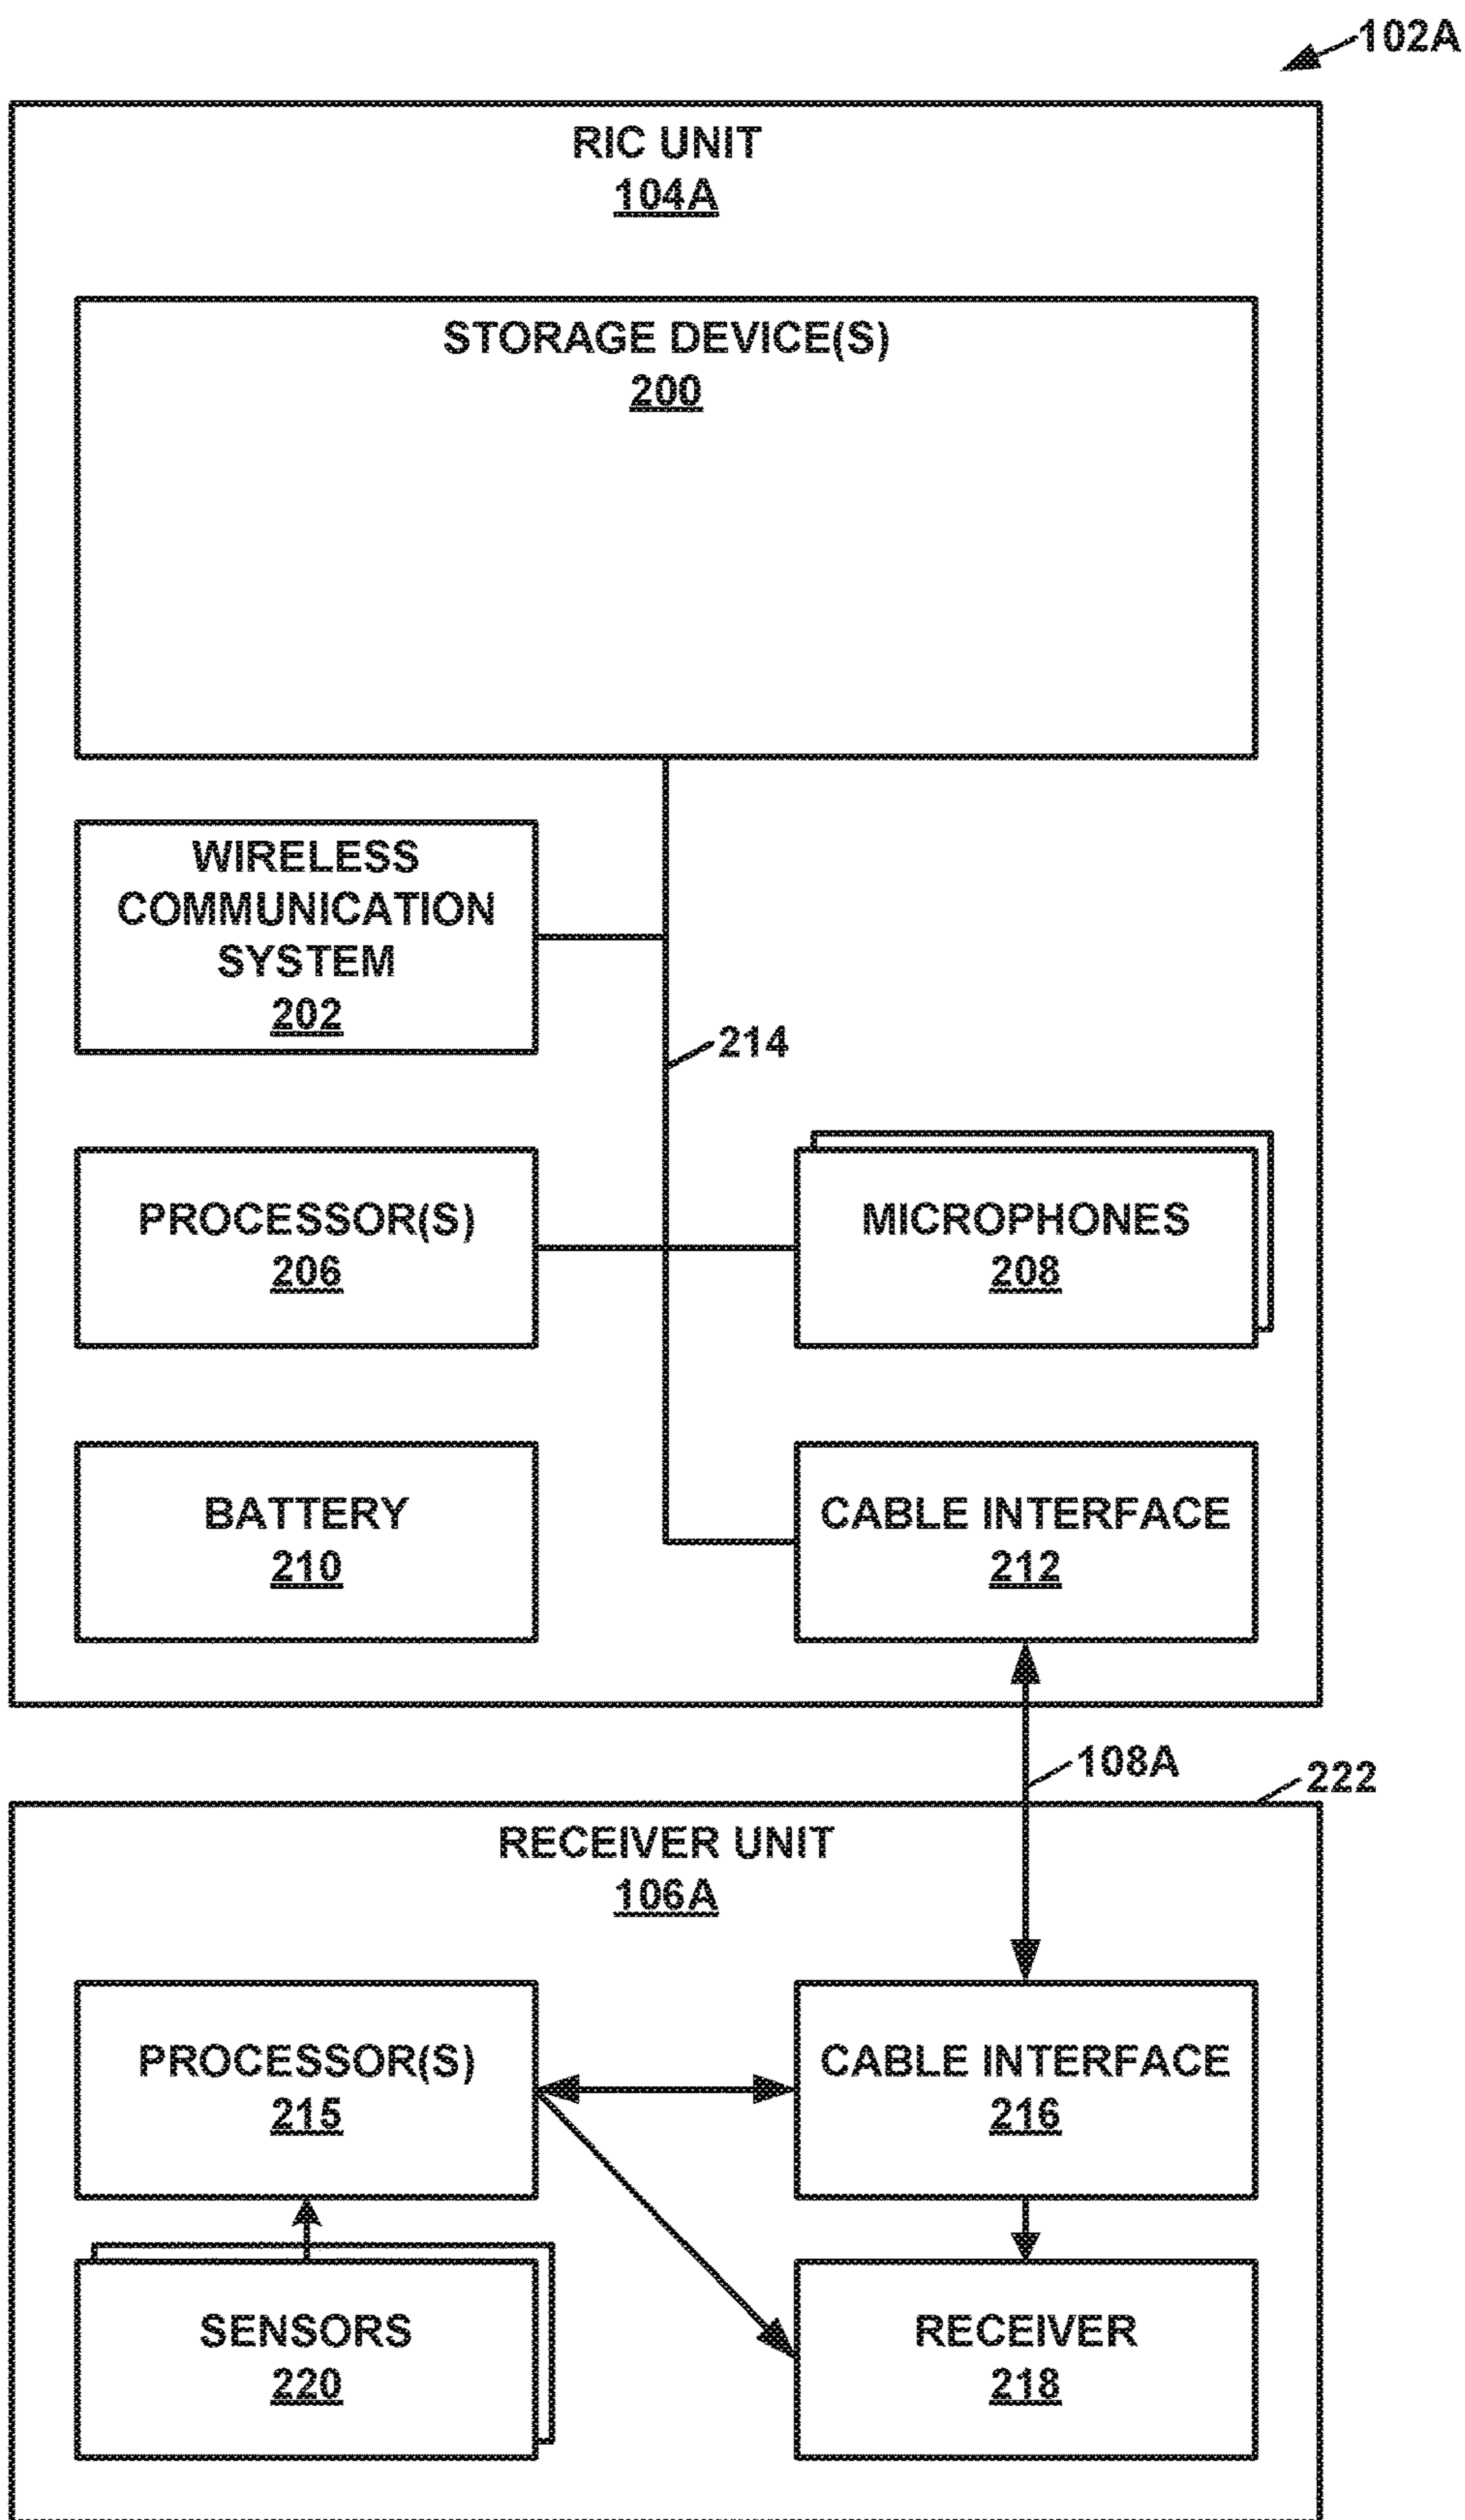 102A
RIC UNIT
104A
STORAGE DEVICE(S)
200
WIRELESS
COMMUNICATION
SYSTEM
202
214
PROCESSOR(S)
206
MICROPHONES
208
BATTERY
210
CABLE INTERFACE
212
108A
222
RECEIVER UNIT
106A
PROCESSOR(S)
215
CABLE INTERFACE
216
SENSORS
220
RECEIVER
218